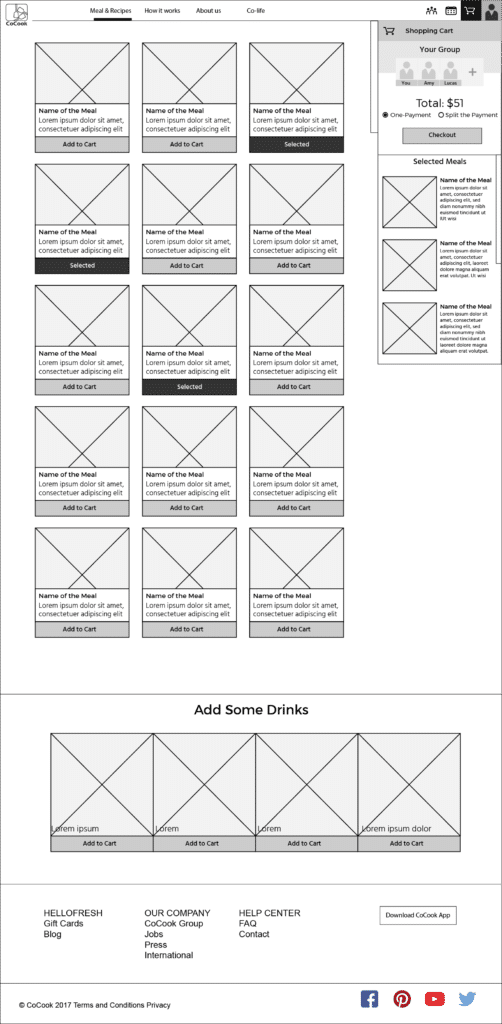 CoCook
Meal & Recipes
How it works
About us
Co-life
Shopping Cart
Your Group
You
Amy
Lucas
Total: $51
One-Payment
Split the Payment
Checkout
Selected Meals
Name of the Meal
Lorem ipsum dolor sit
amet, consectetuer
adipiscing elit, sed
diam nonummy nibh
euismod tincidunt ut
Ut wisi
Name of the Meal
Lorem ipsum dolor sit
amet, consectetuer
adipiscing elit, laoreet
dolore magna aliquam
erat volutpat. Ut wisi
Name of the Meal
Lorem ipsum dolor sit
amet, consectetuer
adipiscing elit, sed
diam nonummy nibh
euismod tincidunt ut
laoreet dolore magna
aliquam erat volutpat.
Name of the Meal
Lorem ipsum dolor sit amet,
consectetuer adipiscing elit
Add to Cart
Name of the Meal
Lorem ipsum dolor sit amet,
consectetuer adipiscing elit
Add to Cart
Name of the Meal
Lorem ipsum dolor sit amet,
consectetuer adipiscing elit
Selected
Name of the Meal
Lorem ipsum dolor sit amet,
consectetuer adipiscing elit
Selected
Name of the Meal
Lorem ipsum dolor sit amet,
consectetuer adipiscing elit
Add to Cart
Name of the Meal
Lorem ipsum dolor sit amet,
consectetuer adipiscing elit
Add to Cart
Name of the Meal
Lorem ipsum dolor sit amet,
consectetuer adipiscing elit
Add to Cart
Name of the Meal
Lorem ipsum dolor sit amet,
consectetuer adipiscing elit
Selected
Name of the Meal
Lorem ipsum dolor sit amet,
consectetuer adipiscing elit
Add to Cart
Name of the Meal
Lorem ipsum dolor sit amet,
consectetuer adipiscing elit
Add to Cart
Name of the Meal
Lorem ipsum dolor sit amet,
consectetuer adipiscing elit
Add to Cart
Name of the Meal
Lorem ipsum dolor sit amet,
consectetuer adipiscing elit
Add to Cart
Name of the Meal
Lorem ipsum dolor sit amet,
consectetuer adipiscing elit
Add to Cart
Name of the Meal
Lorem ipsum dolor sit amet,
consectetuer adipiscing elit
Add to Cart
Name of the Meal
Lorem ipsum dolor sit amet,
consectetuer adipiscing elit
Add to Cart
Add Some Drinks
Lorem ipsum
Add to Cart
Lorem
Add to Cart
Lorem
Add to Cart
Lorem ipsum dolor
Add to Cart
HELLOFRESH
Gift Cards
Blog
OUR COMPANY
CoCook Group
Jobs
Press
International
HELP CENTER
FAQ
Contact
Download CoCook App
© CoCook 2017 Terms and Conditions Privacy